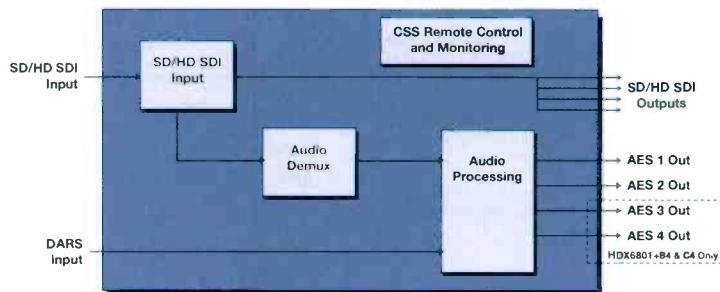 CSS Remote Control
and Monitoring
SD/HD SDI
Input
SD/HD SDI
Input
SD/HD SDI
Outputs
Audio
Demux
Audio
Processing
AES 1 Out
AES 2 Out
AES 3 Out
AES 4 Out
DARS
input
HDX6801+B4 & C4 Only